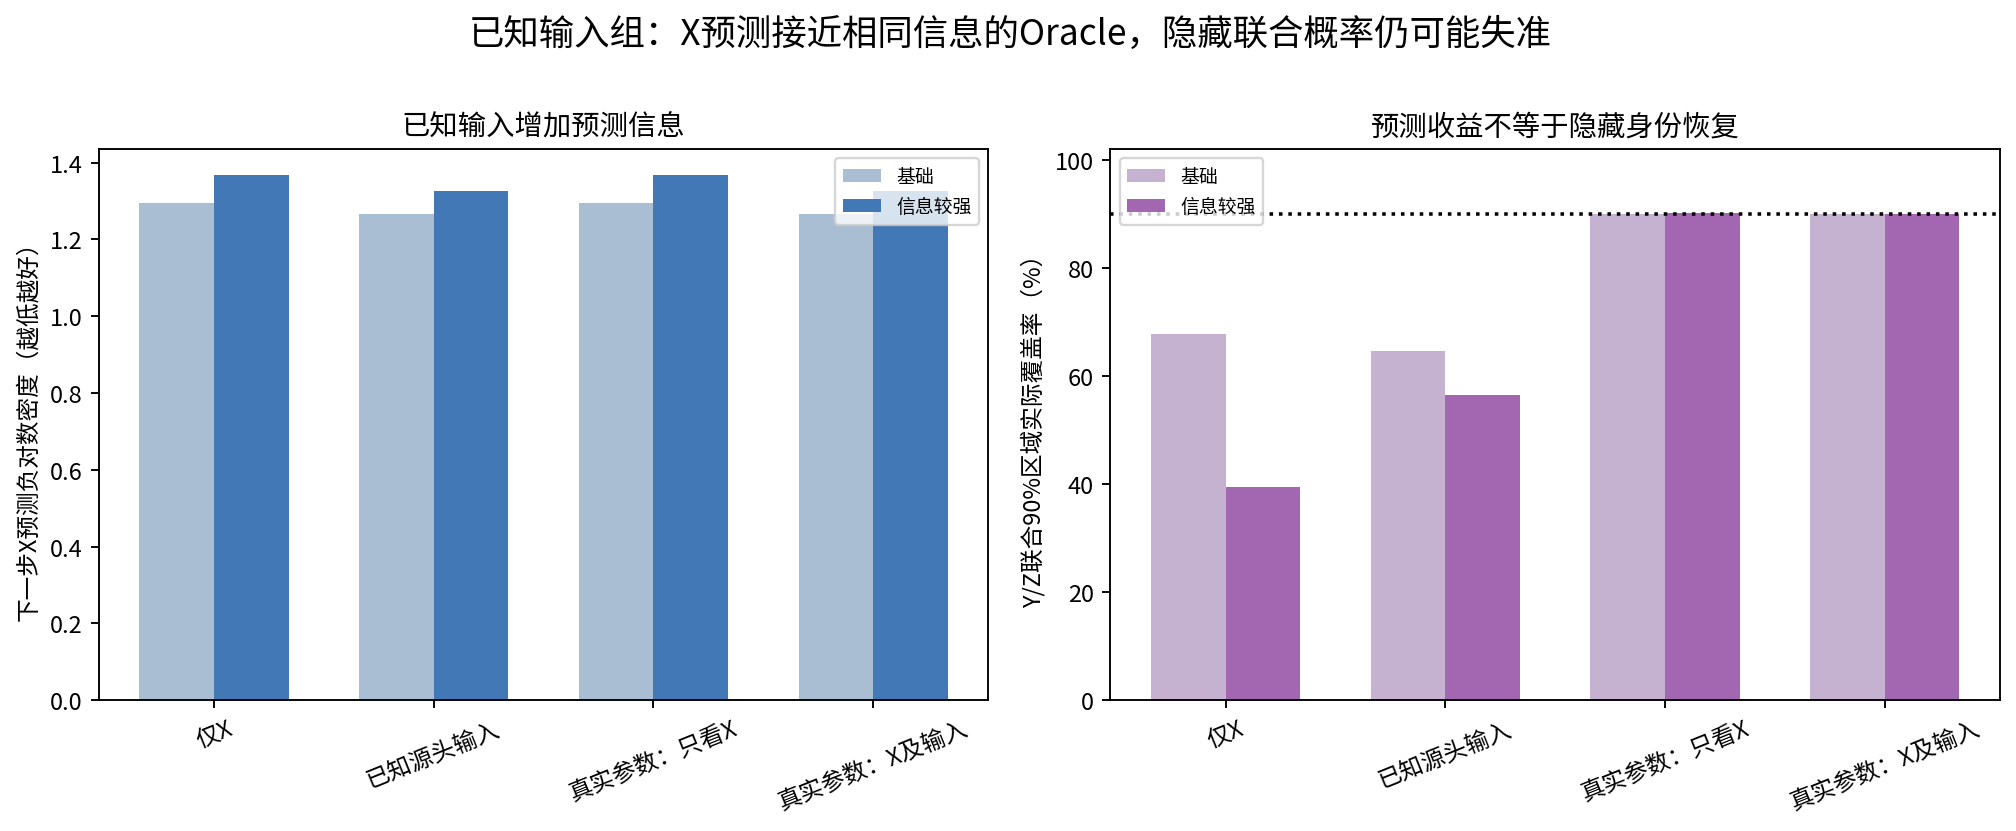 已知输入组：X预测接近相同信息的Oracle，隐藏联合概率仍可能失准
已知输入增加预测信息
下一步X预测负对数密度（越低越好）
1.4
1.2
1.0
0.8
0.6
0.4
0.2
0.0
基础
信息较强
仅X
已知源头输入
真实参数：只看X
真实参数：X及输入
预测收益不等于隐藏身份恢复
Y/Z联合90%区域实际覆盖率（%）
100
80
60
40
20
0
基础
信息较强
仅X
已知源头输入
真实参数：只看X
真实参数：X及输入